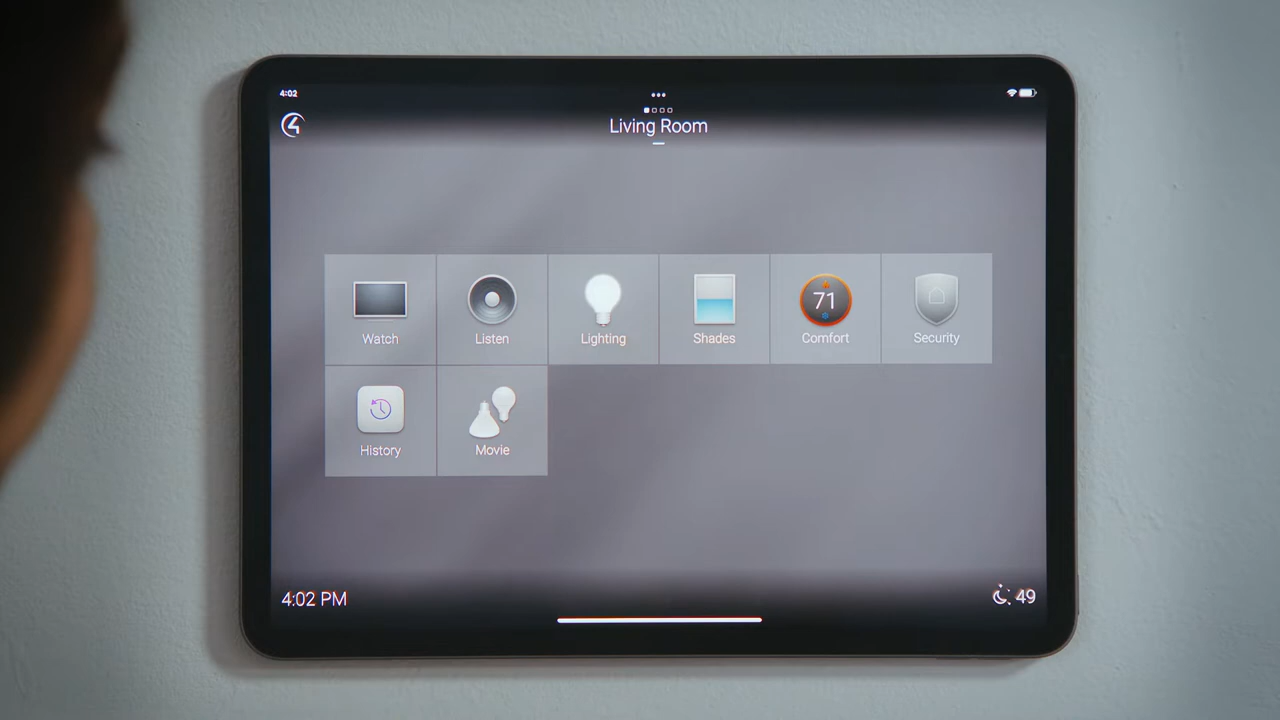 4:02
Living Room
Watch
Listen
Lighting
Shades
71
Comfort
Security
History
Movie
4:02 PM
49